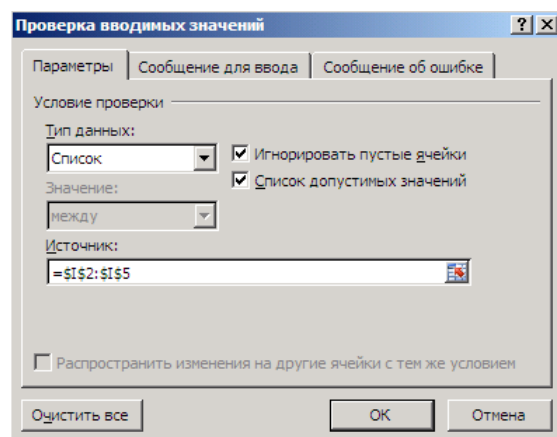 Проверка вводимых значений
Параметры Сообщение для ввода Сообщение об ошибке
Условие проверки
Тип данных:
Список Игнорировать пустые ячейки
Список допустимых значений
Значение:
между
Источник:
=$I$2:$I$5
Распространить изменения на другие ячейки с тем же условием
Очистить все ОК Отмена